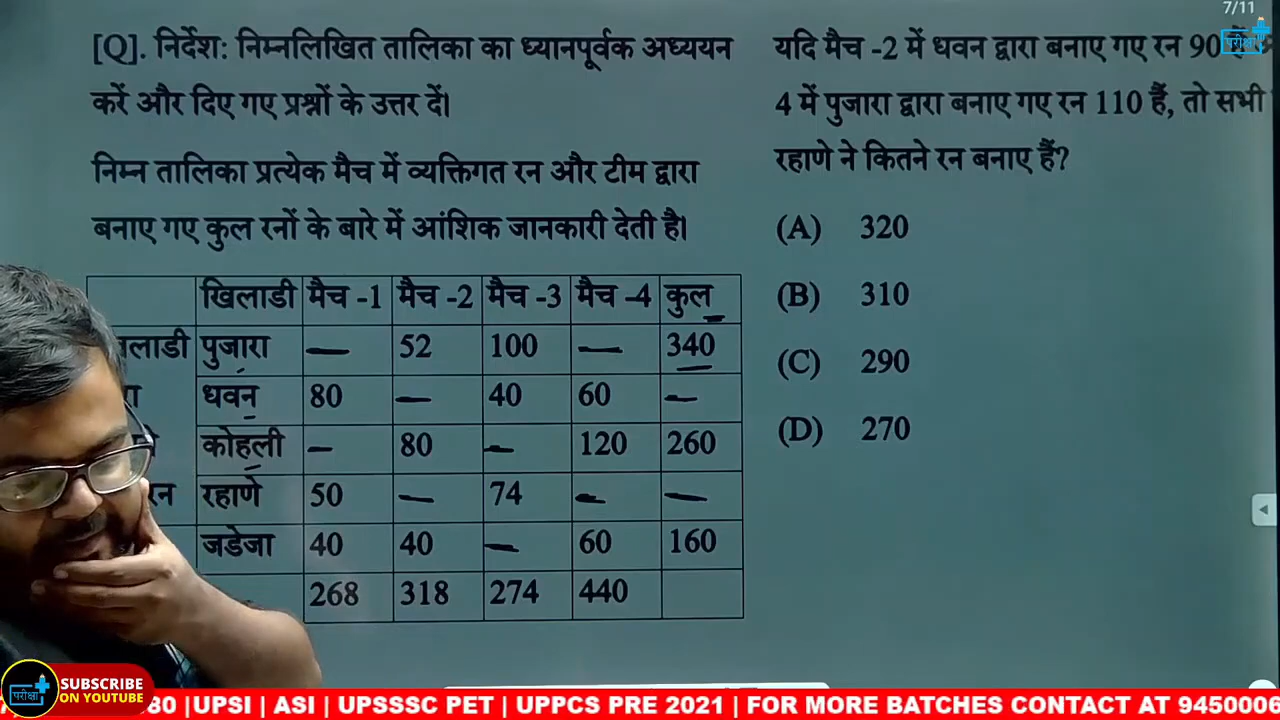 7/11
[Q]. निर्देश: निम्नलिखित तालिका का ध्यानपूर्वक अध्ययन
करें और दिए गए प्रश्नों के उत्तर दें।
निम्न तालिका प्रत्येक मैच में व्यक्तिगत रन और टीम द्वारा
बनाए गए कुल रनों के बारे में आंशिक जानकारी देती है।
खिलाडी मैच -1 मैच -2 मैच -3 मैच -4 कुल
पुजारा — 52 100 — 340
धवन 80 — 40 60 —
कोहली — 80 — 120 260
रन रहाणे 50 — 74 — —
जडेजा 40 40 — 60 160
268 318 274 440
परीक्षा
यदि मैच -2 में धवन द्वारा बनाए गए रन 90
4 में पुजारा द्वारा बनाए गए रन 110 हैं, तो सभी
रहाणे ने कितने रन बनाए हैं?
(A) 320
(B) 310
(C) 290
(D) 270
परीक्षा
SUBSCRIBE
ON YOUTUBE
|UPSI | ASI | UPSSSC PET | UPPCS PRE 2021 | FOR MORE BATCHES CONTACT AT 9450006